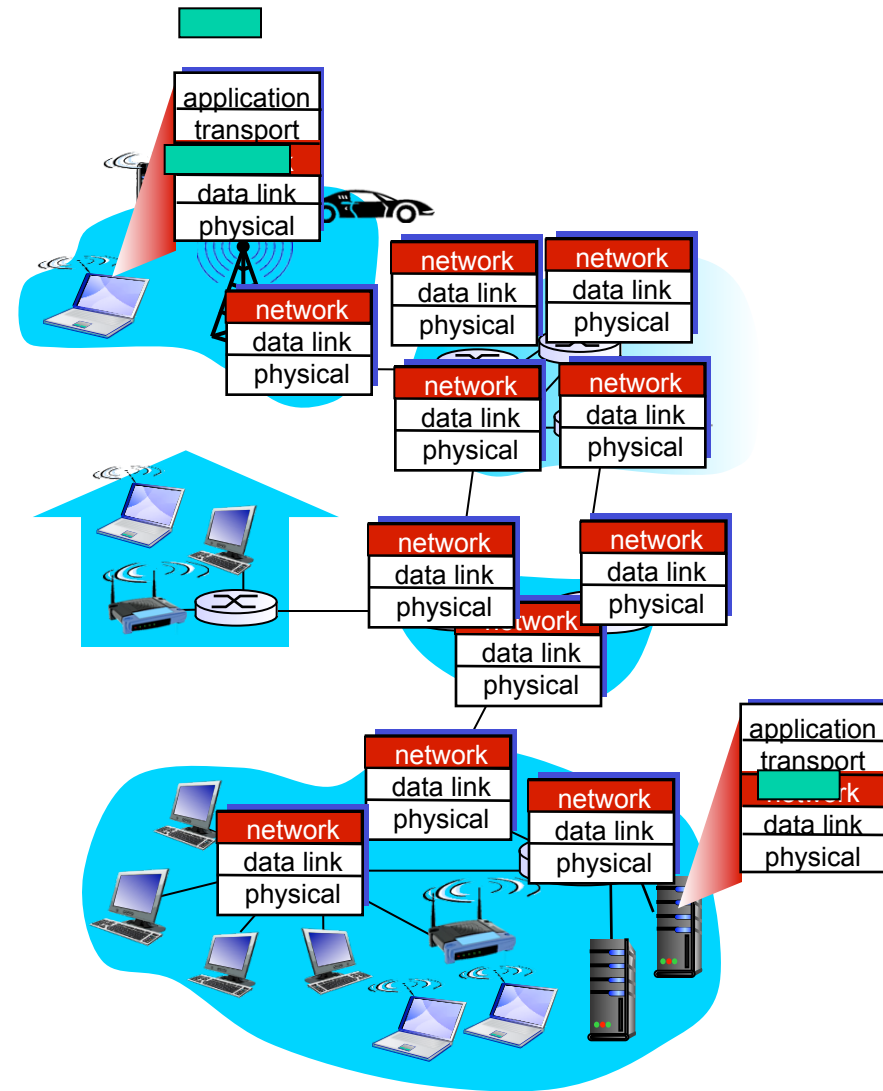 application
transport
data link
physical
network
data link
physical
network
data link
physical
network
data link
physical
network
data link
physical
network
data link
physical
network
data link
physical
network
data link
physical
network
data link
physical
application
transport
network
data link
physical
network
data link
physical
network
data link
physical
network
data link
physical